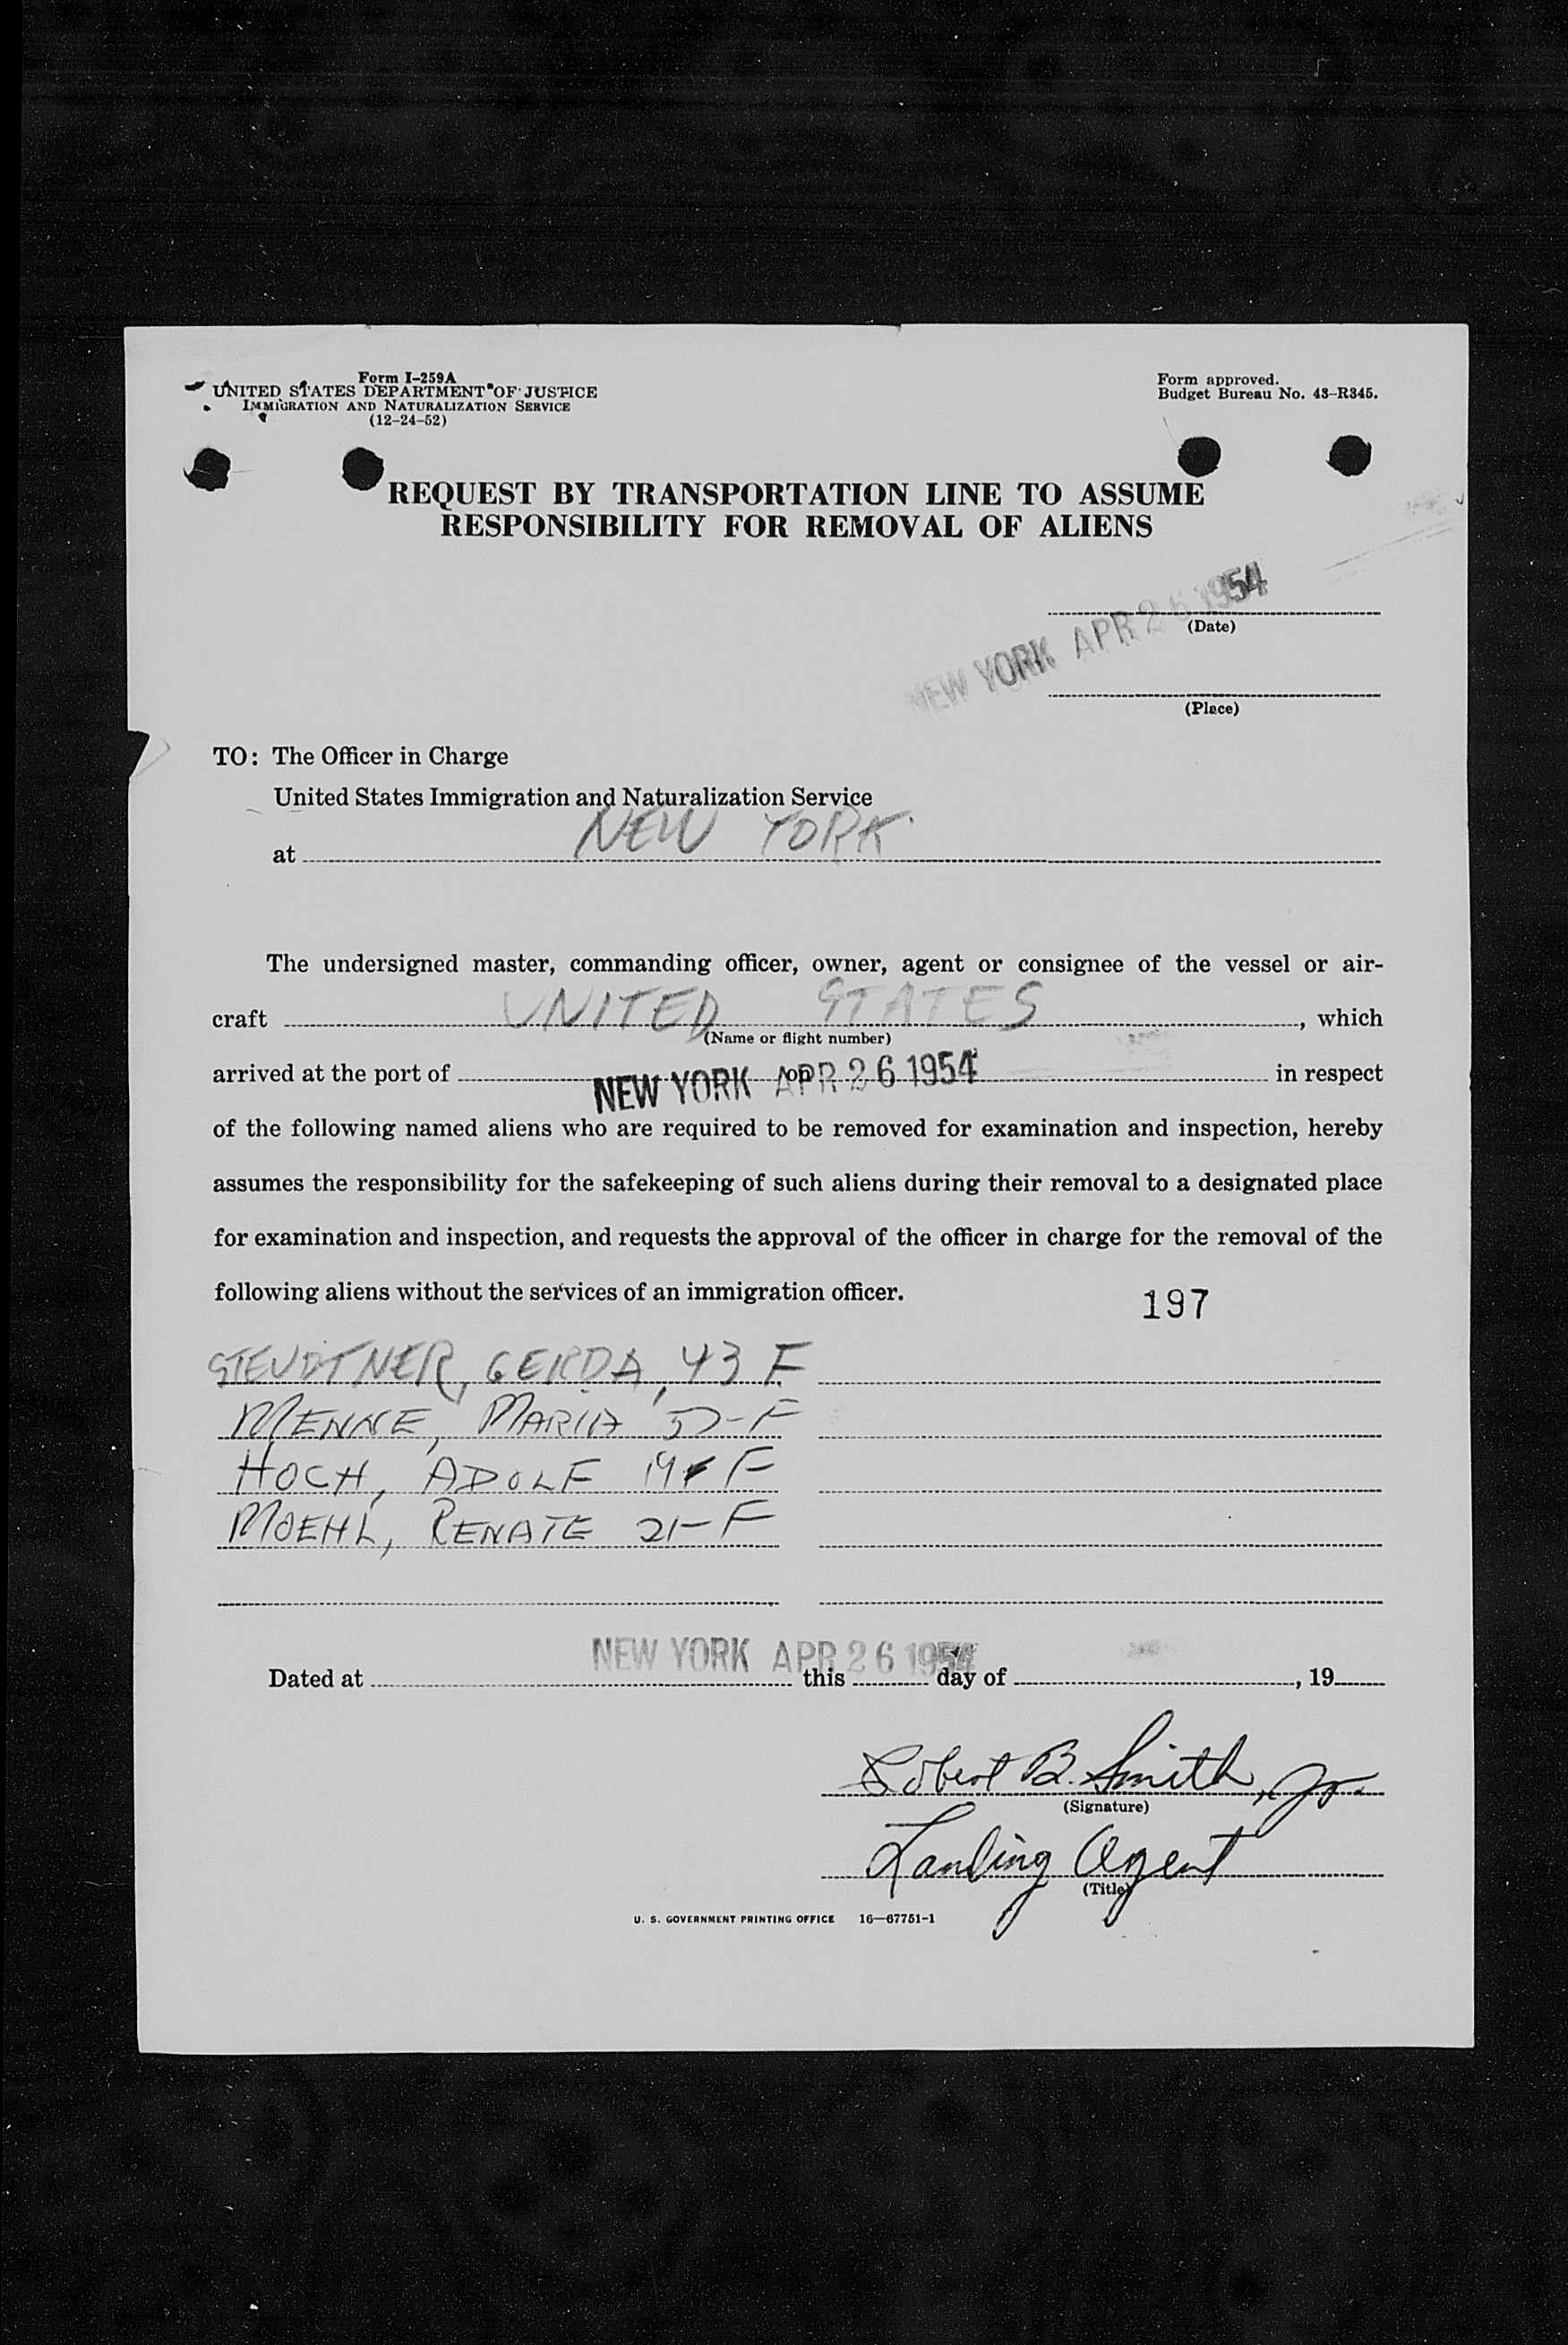 Form I-259A
UNITED STATES DEPARTMENT OF JUSTICE
IMMIGRATION AND NATURALIZATION SERVICE
(12-24-52)
Form approved.
Budget Bureau No. 43-R345.
REQUEST BY TRANSPORTATION LINE TO ASSUME
RESPONSIBILITY FOR REMOVAL OF ALIENS
NEW YORK APR 26 1954
(Date)
(Place)
TO: The Officer in Charge
United States Immigration and Naturalization Service
at NEW YORK
The undersigned master, commanding officer, owner, agent or consignee of the vessel or air-
craft UNITED STATES, which
(Name or flight number)
arrived at the port of NEW YORK on APR 26 1954 in respect
of the following named aliens who are required to be removed for examination and inspection, hereby
assumes the responsibility for the safekeeping of such aliens during their removal to a designated place
for examination and inspection, and requests the approval of the officer in charge for the removal of the
following aliens without the services of an immigration officer.
197
STEUDTNER, GERDA, 43 F
MENNE, MARIA F
HOCH, ADOLF 19 F
MOEHL, RENATE 21-F
NEW YORK APR 26 1954
Dated at this day of , 19
Robert B. Smith, Jr.
(Signature)
Landing Agent
(Title)
U. S. GOVERNMENT PRINTING OFFICE 16—67751-1